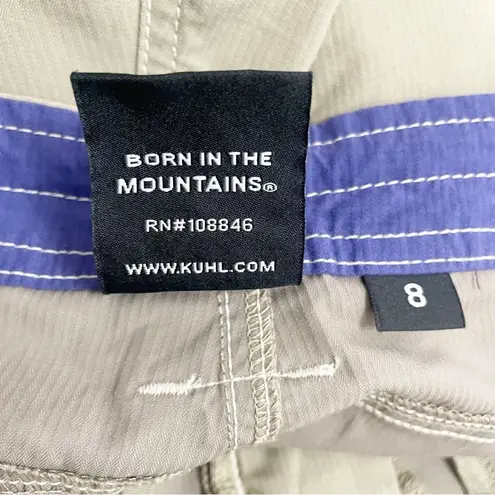 BORN IN THE
MOUNTAINS®
RN#108846
WWW.KUHL.COM
8